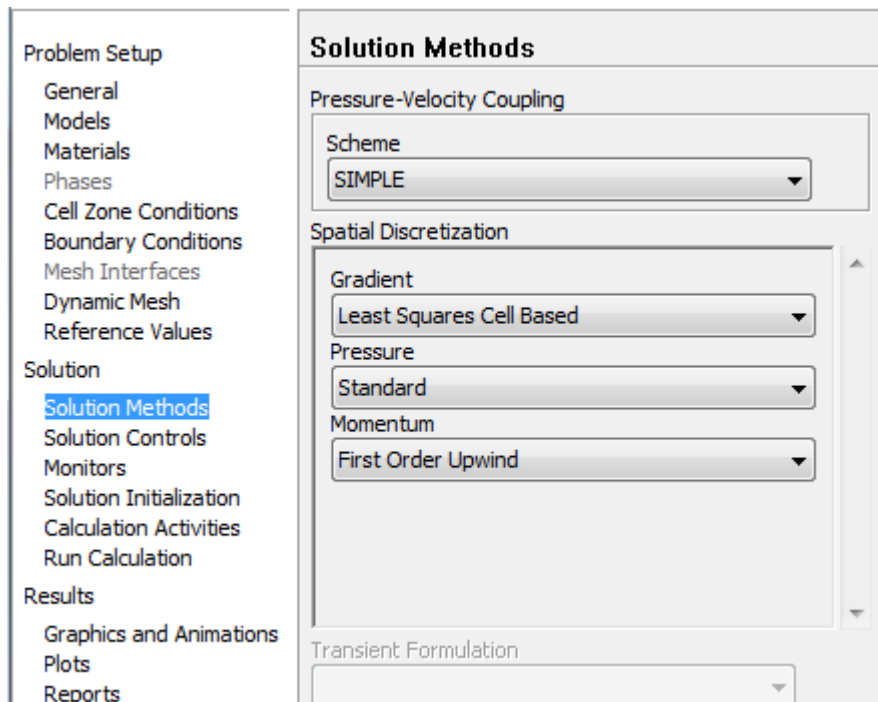 Problem Setup
General
Models
Materials
Phases
Cell Zone Conditions
Boundary Conditions
Mesh Interfaces
Dynamic Mesh
Reference Values
Solution
Solution Methods
Solution Controls
Monitors
Solution Initialization
Calculation Activities
Run Calculation
Results
Graphics and Animations
Plots
Reports
Solution Methods
Pressure-Velocity Coupling
Scheme
SIMPLE
Spatial Discretization
Gradient
Least Squares Cell Based
Pressure
Standard
Momentum
First Order Upwind
Transient Formulation